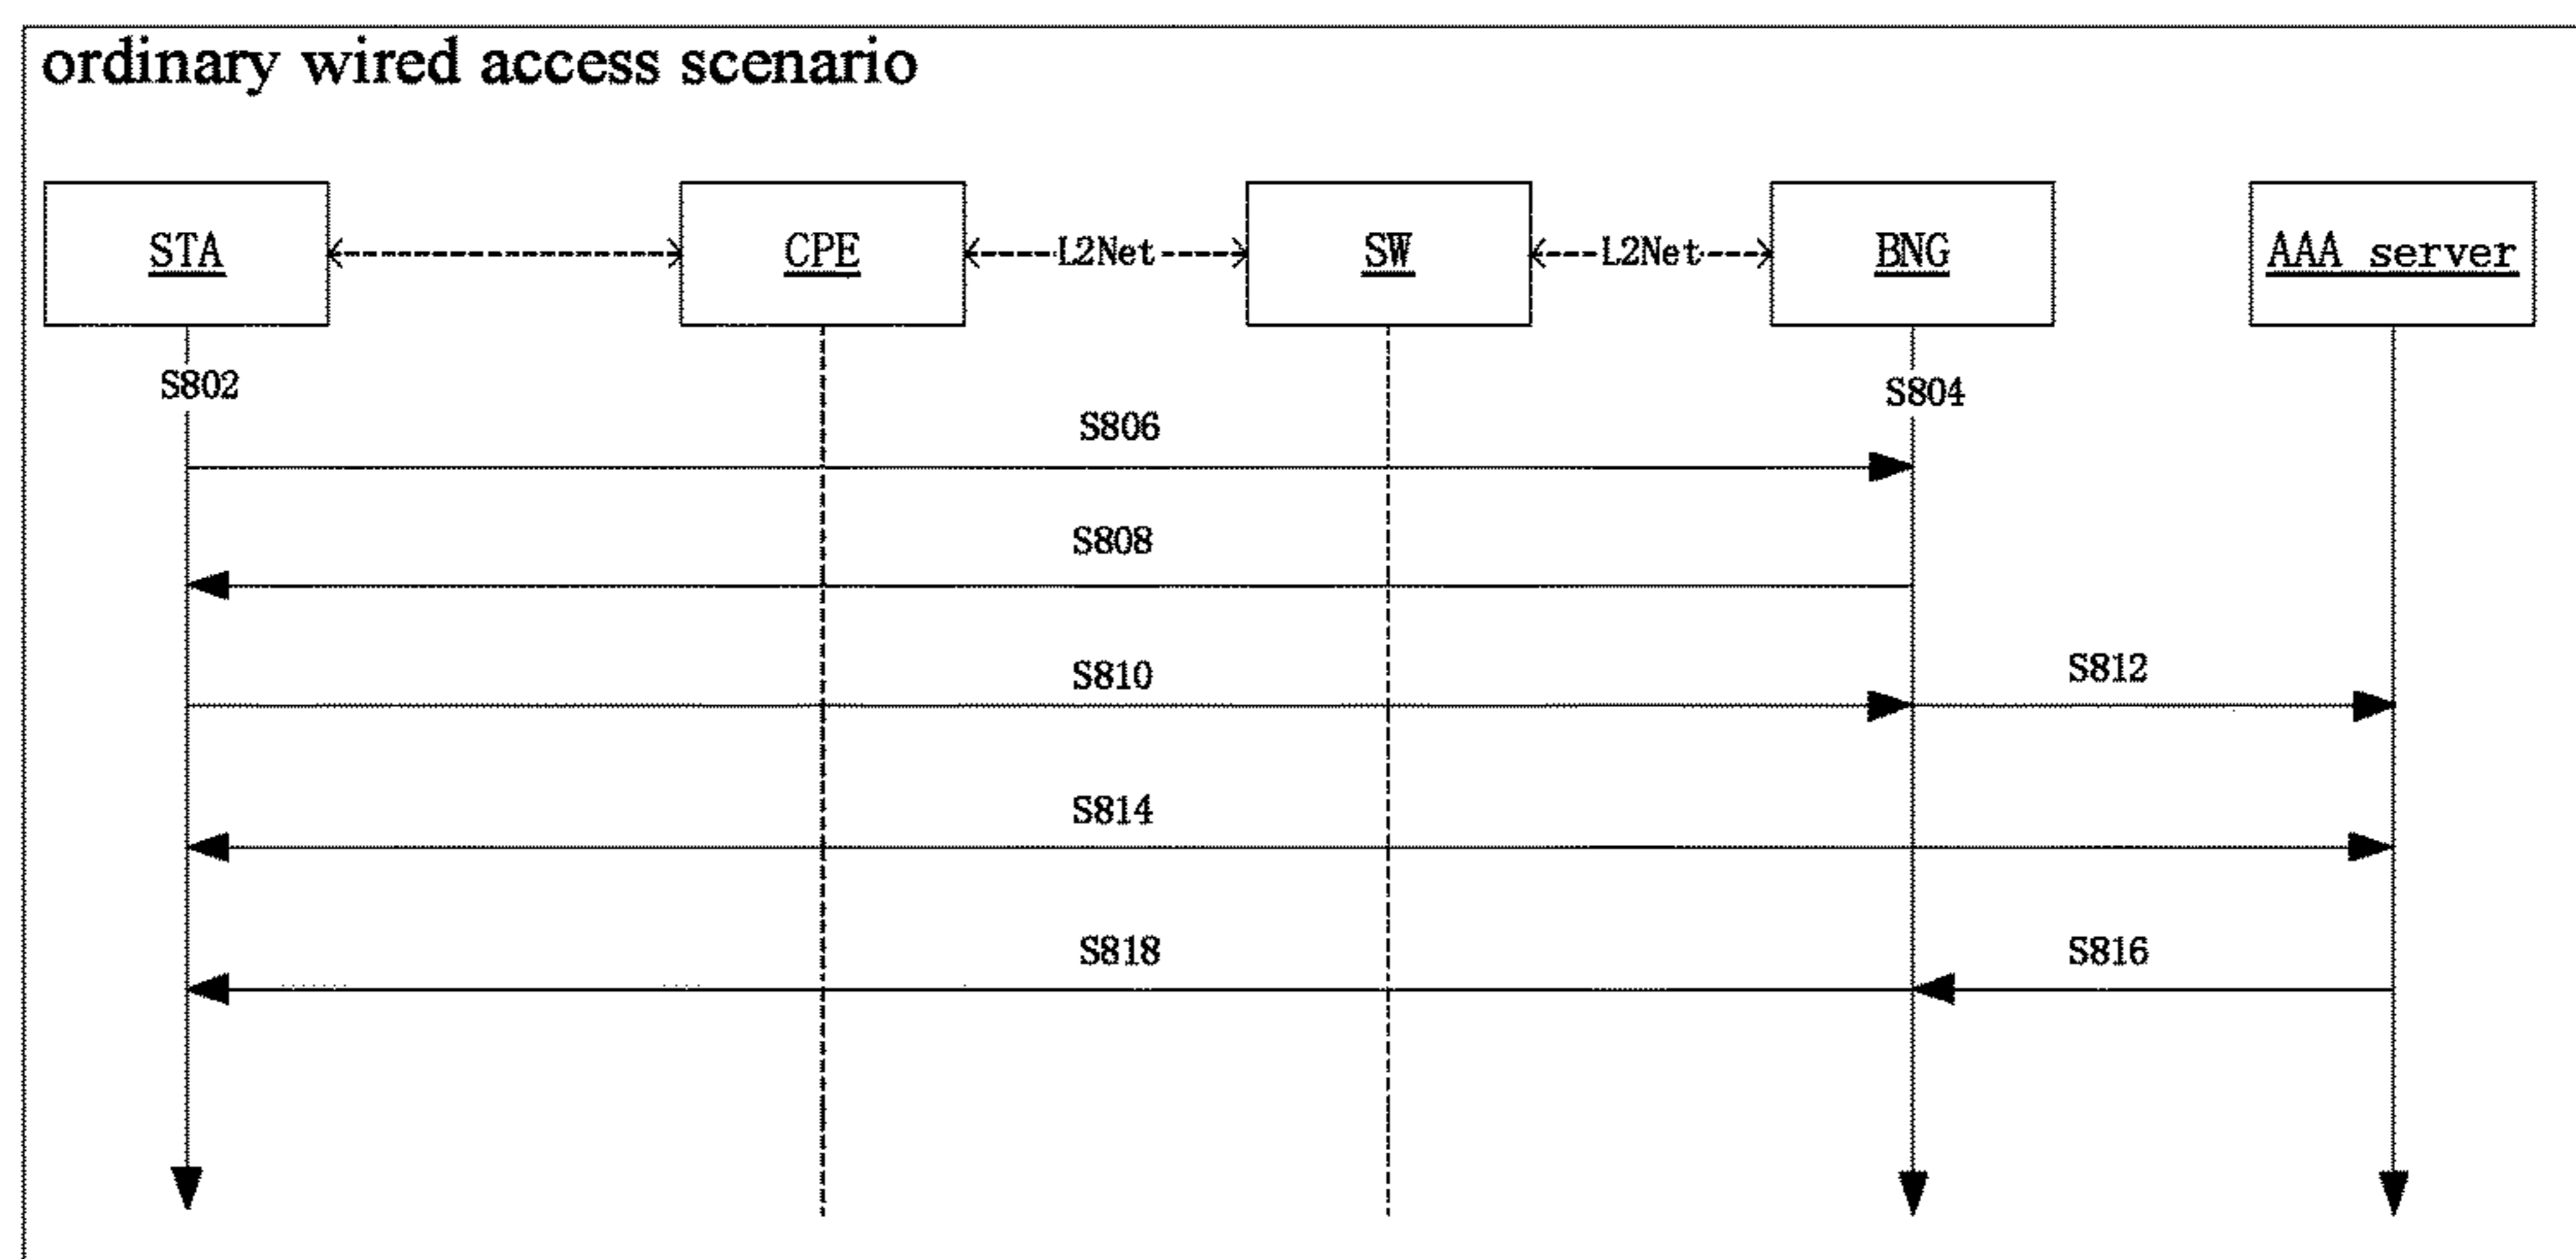 ordinary wired access scenario
STA
CPE
L2Net
SW
L2Net
BNG
AAA server
S802
S804
S806
S808
S810
S812
S814
S818
S816